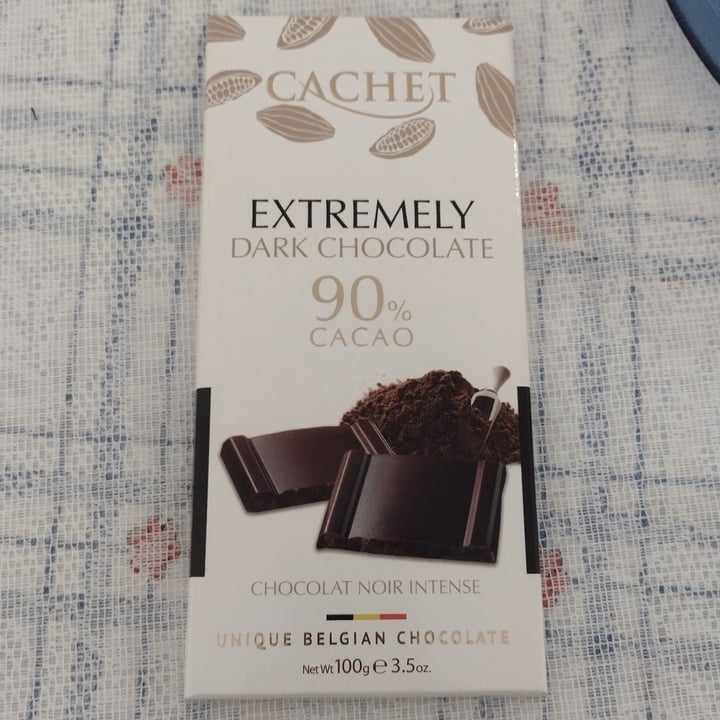 CACHET
EXTREMELY
DARK CHOCOLATE
90%
CACAO
CHOCOLAT NOIR INTENSE
UNIQUE BELGIAN CHOCOLATE
Net Wt 100g ℮ 3.5oz.